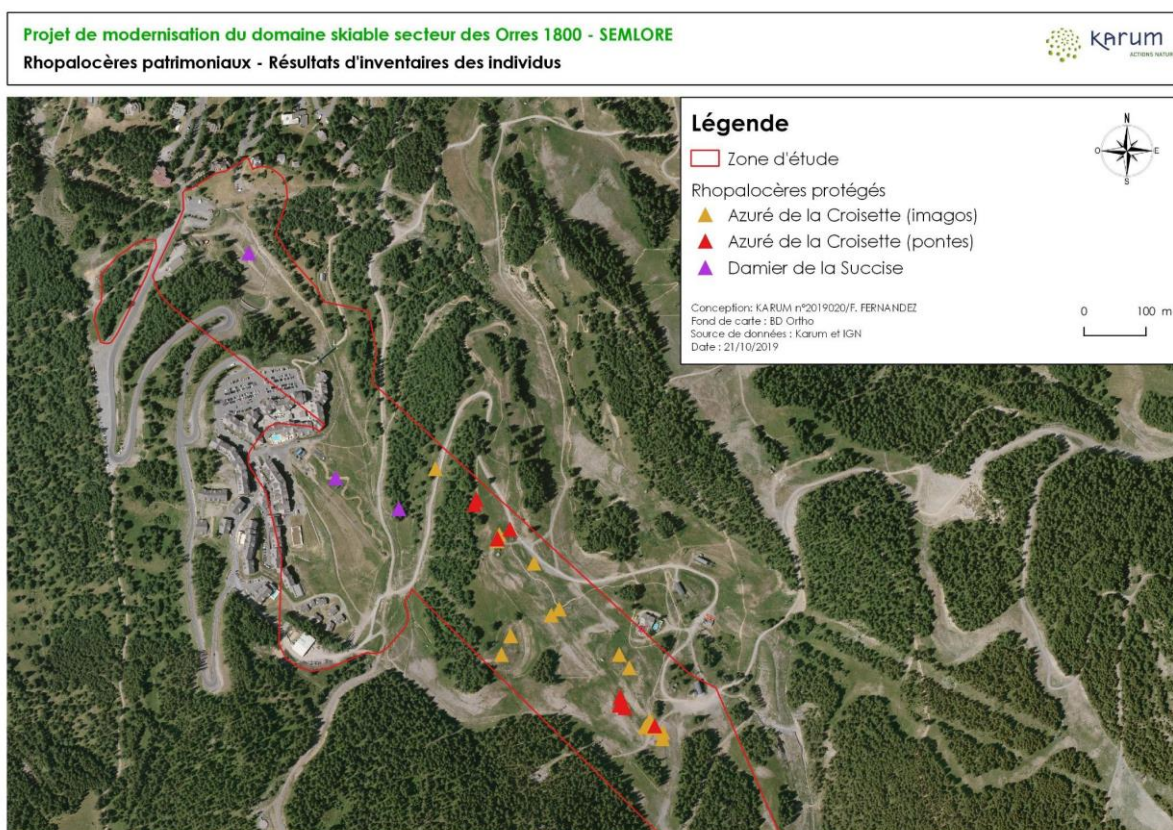 Projet de modernisation du domaine skiable secteur des Orres 1800 - SEMLORE
Rhopalocères patrimoniaux - Résultats d'inventaires des individus
Karum
ACTIONS NATURE
Légende
N
O
E
S
Zone d'étude
Rhopalocères protégés
Azuré de la Croisette (imagos)
Azuré de la Croisette (pontes)
Damier de la Succise
Conception: KARUM n°2019020/F. FERNANDEZ
Fond de carte : BD Ortho
Source de données : Karum et IGN
Date : 21/10/2019
0 100 m